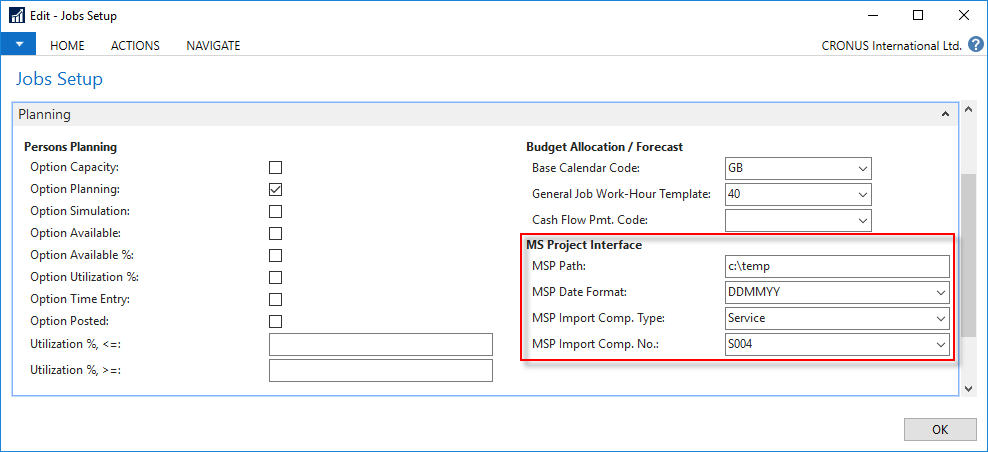 Edit - Jobs Setup
HOME ACTIONS NAVIGATE CRONUS International Ltd. ?
Jobs Setup
Planning
Persons Planning
Option Capacity:
Option Planning:
Option Simulation:
Option Available:
Option Available %:
Option Utilization %:
Option Time Entry:
Option Posted:
Utilization %, <=:
Utilization %, >=:
Budget Allocation / Forecast
Base Calendar Code: GB
General Job Work-Hour Template: 40
Cash Flow Pmt. Code:
MS Project Interface
MSP Path: c:\temp
MSP Date Format: DDMMYY
MSP Import Comp. Type: Service
MSP Import Comp. No.: S004
OK